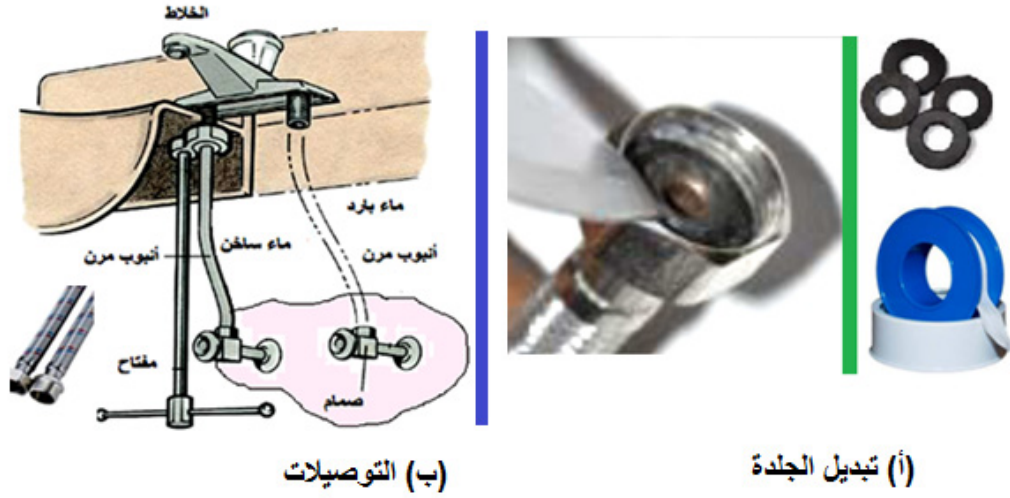 الخلاط
ماء بارد
أنبوب مرن
ماء ساخن
أنبوب مرن
مفتاح
صمام
(أ) تبديل الجلدة
(ب) التوصيلات